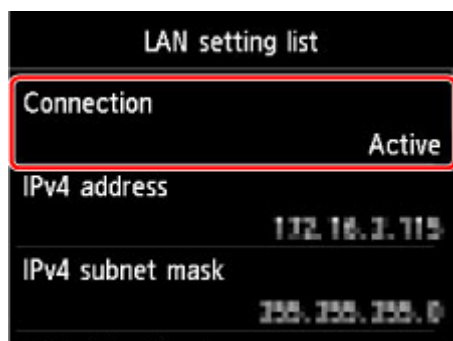 LAN setting list
Connection
Active
IPv4 address
IPv4 subnet mask